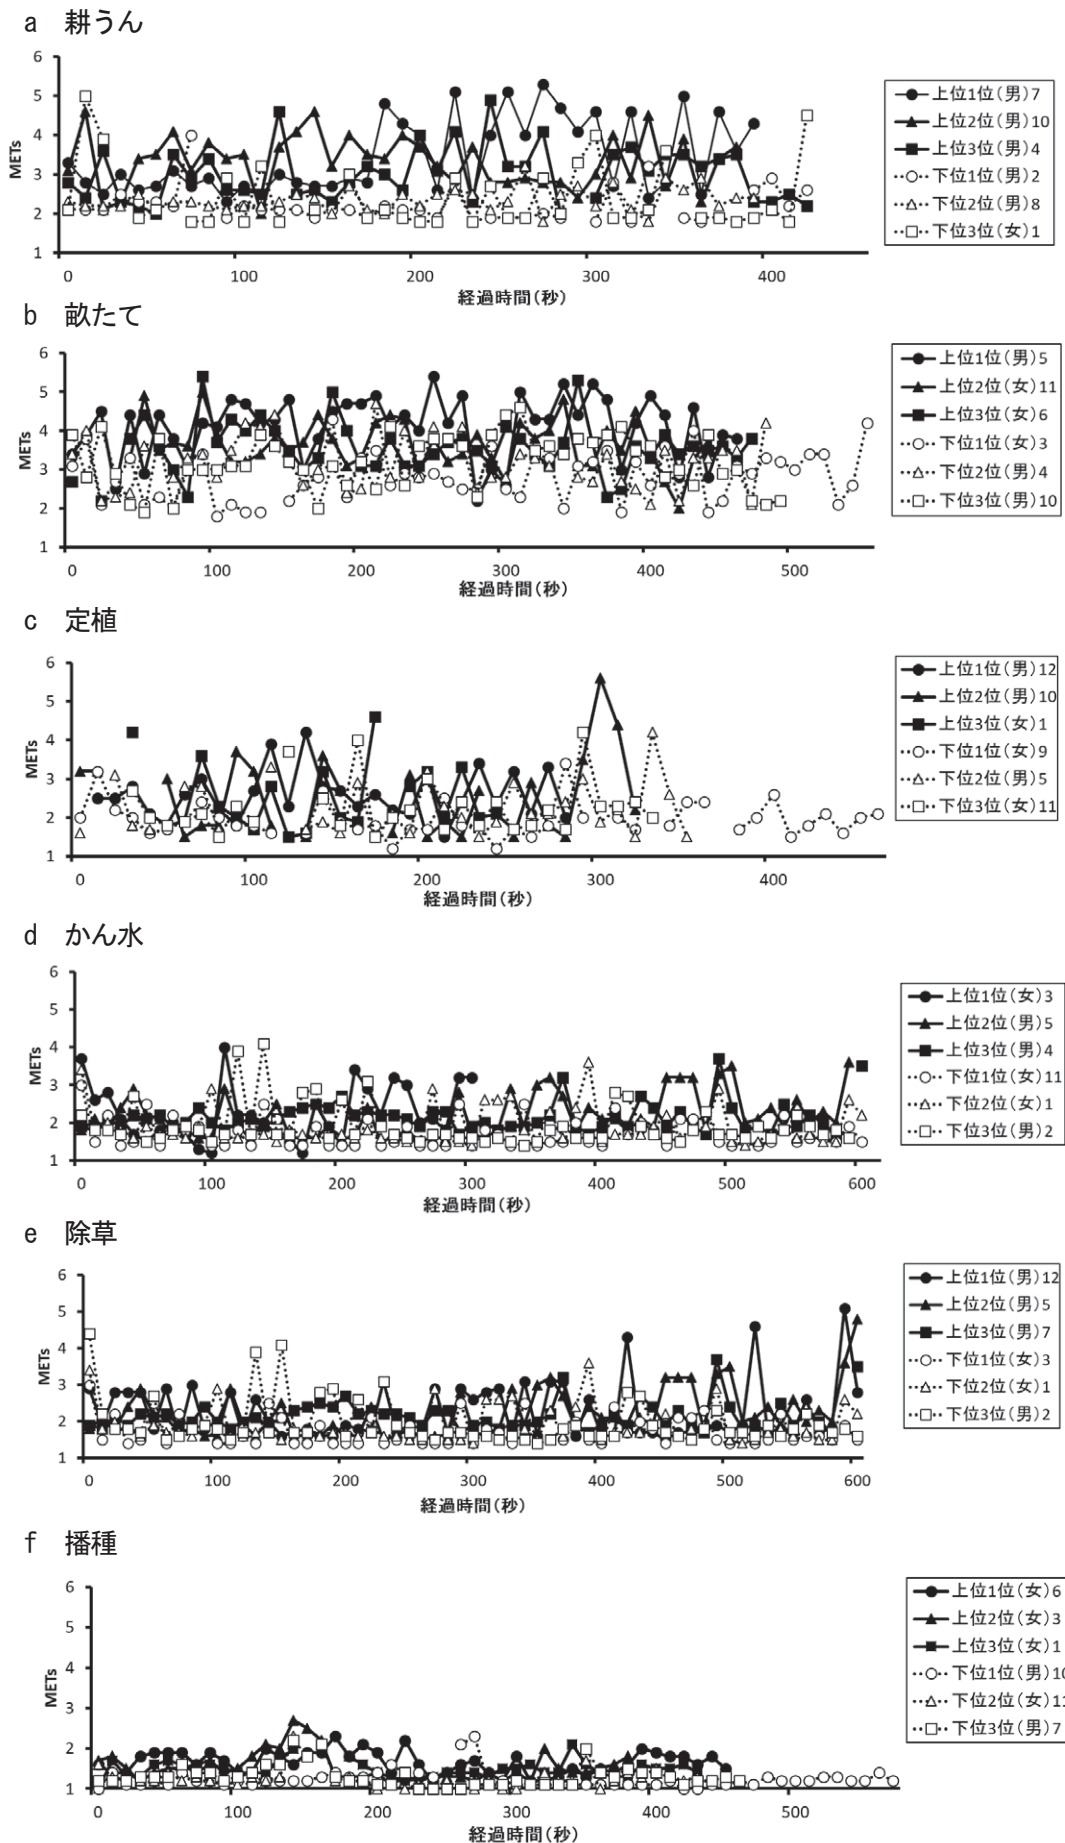 a 耕うん
6
5
4
3
2
1
METs
0
100
200
300
400
経過時間(秒)
上位1位(男)7
上位2位(男)10
上位3位(男)4
下位1位(男)2
下位2位(男)8
下位3位(女)1
b 畝たて
6
5
4
3
2
1
METs
0
100
200
300
400
500
経過時間(秒)
上位1位(男)5
上位2位(女)11
上位3位(女)6
下位1位(女)3
下位2位(男)4
下位3位(男)10
c 定植
6
5
4
3
2
1
METs
0
100
200
300
400
経過時間(秒)
上位1位(男)12
上位2位(男)10
上位3位(女)1
下位1位(女)9
下位2位(男)5
下位3位(女)11
d かん水
6
5
4
3
2
1
METs
0
100
200
300
400
500
600
経過時間(秒)
上位1位(女)3
上位2位(男)5
上位3位(男)4
下位1位(女)11
下位2位(女)1
下位3位(男)2
e 除草
6
5
4
3
2
1
METs
0
100
200
300
400
500
600
経過時間(秒)
上位1位(男)12
上位2位(男)5
上位3位(男)7
下位1位(女)3
下位2位(女)1
下位3位(男)2
f 播種
6
5
4
3
2
1
METs
0
100
200
300
400
500
経過時間(秒)
上位1位(女)6
上位2位(女)3
上位3位(女)1
下位1位(男)10
下位2位(女)11
下位3位(男)7